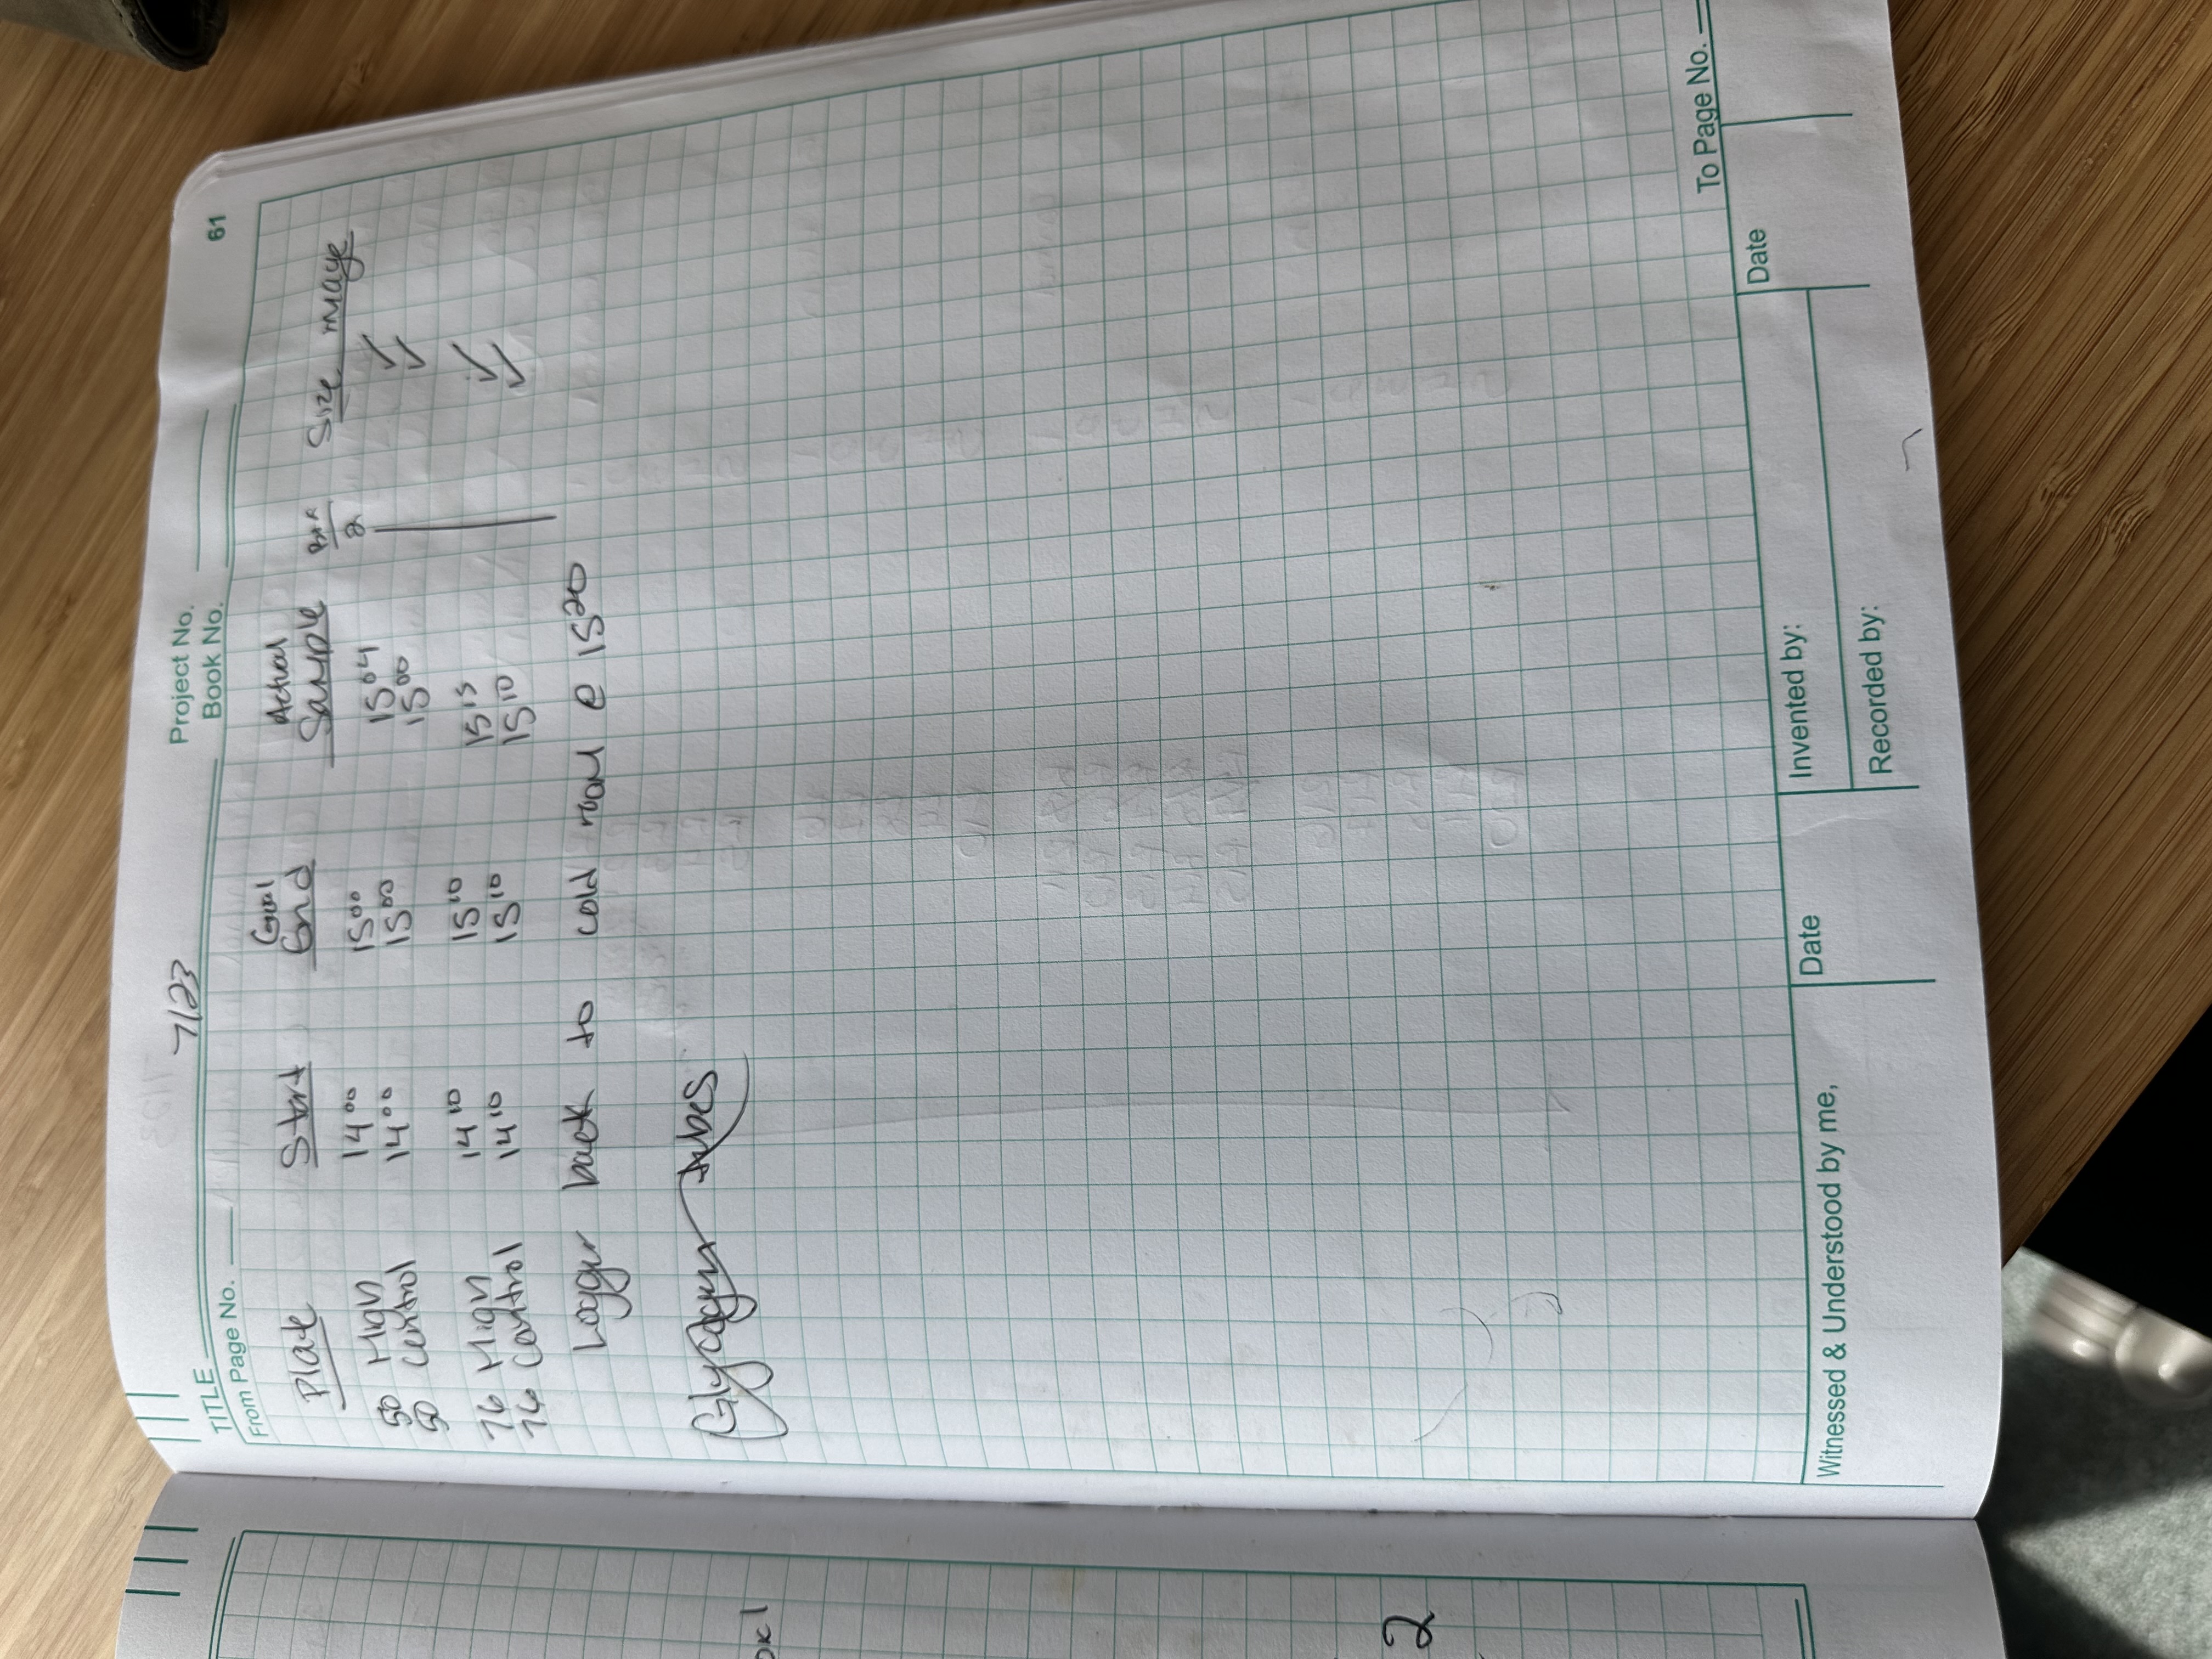 7/23
TITLE
Project No.
Book No.
61
From Page No.
Plate Start Goal End Actual Sample Box Size image
50 High 14 00 15 00 15 04 2 ✓
50 Control 14 00 15 00 15 00 ✓
76 High 14 10 15 10 15 15 ✓
76 Control 14 10 15 10 15 10 ✓
Logger back to cold room @ 15 20
Glycogen tubes
2
To Page No.
Witnessed & Understood by me,
Date
Invented by:
Date
Recorded by: